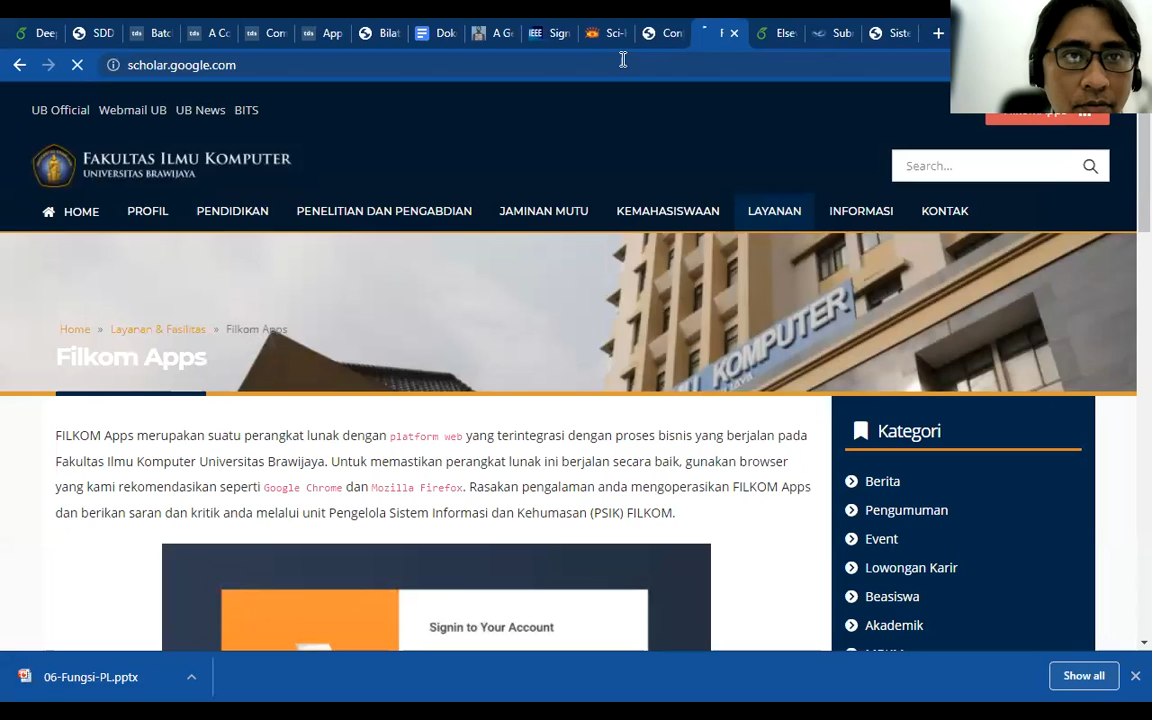 Deep SDD Batc A Co Con App Bilat Dok A Ge Sign Sci- Con F Else Sub Siste
scholar.google.com
UB Official Webmail UB UB News BITS
FAKULTAS ILMU KOMPUTER
UNIVERSITAS BRAWIJAYA
Search...
HOME PROFIL PENDIDIKAN PENELITIAN DAN PENGABDIAN JAMINAN MUTU KEMAHASISWAAN LAYANAN INFORMASI KONTAK
KOMPUTER
Home » Layanan & Fasilitas » Filkom Apps
Filkom Apps
FILKOM Apps merupakan suatu perangkat lunak dengan platform web yang terintegrasi dengan proses bisnis yang berjalan pada
Fakultas Ilmu Komputer Universitas Brawijaya. Untuk memastikan perangkat lunak ini berjalan secara baik, gunakan browser
yang kami rekomendasikan seperti Google Chrome dan Mozilla Firefox. Rasakan pengalaman anda mengoperasikan FILKOM Apps
dan berikan saran dan kritik anda melalui unit Pengelola Sistem Informasi dan Kehumasan (PSIK) FILKOM.
Signin to Your Account
Kategori
Berita
Pengumuman
Event
Lowongan Karir
Beasiswa
Akademik
06-Fungsi-PL.pptx
Show all